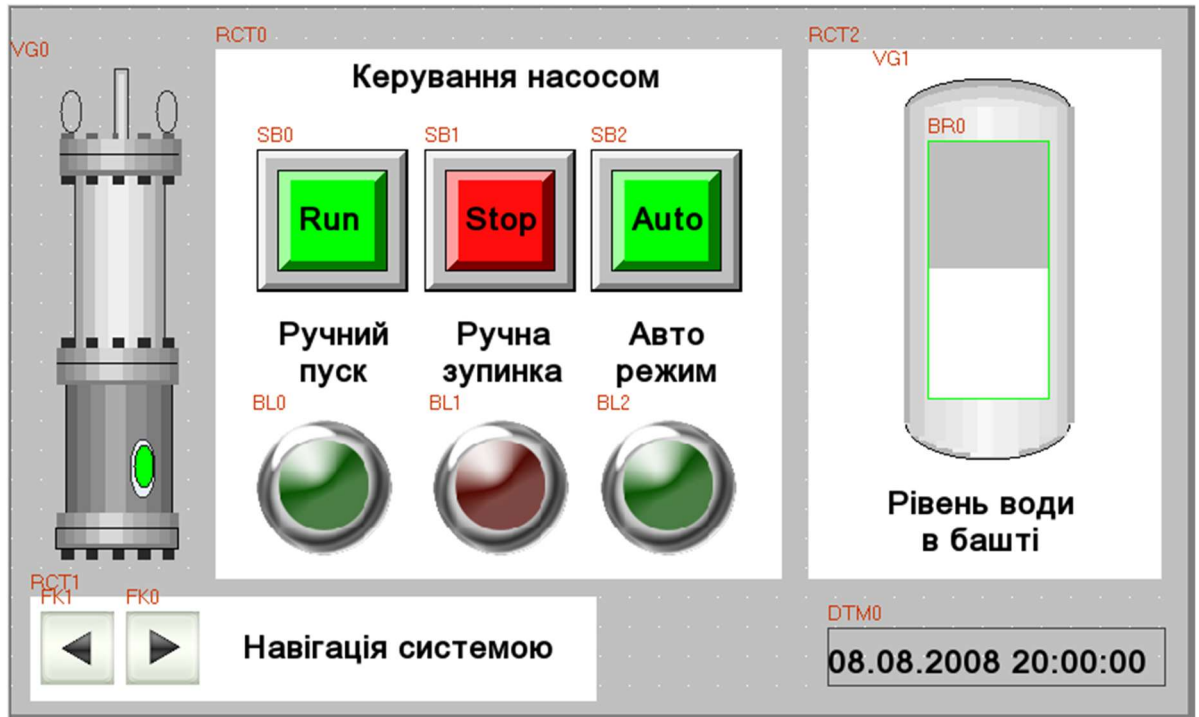 RCT0
RCT2
VG0
VG1
Керування насосом
SB0
SB1
SB2
BR0
Run
Stop
Auto
Ручний
пуск
Ручна
зупинка
Авто
режим
BL0
BL1
BL2
Рівень води
в башті
RCT1
FK1
FK0
Навігація системою
DTM0
08.08.2008 20:00:00